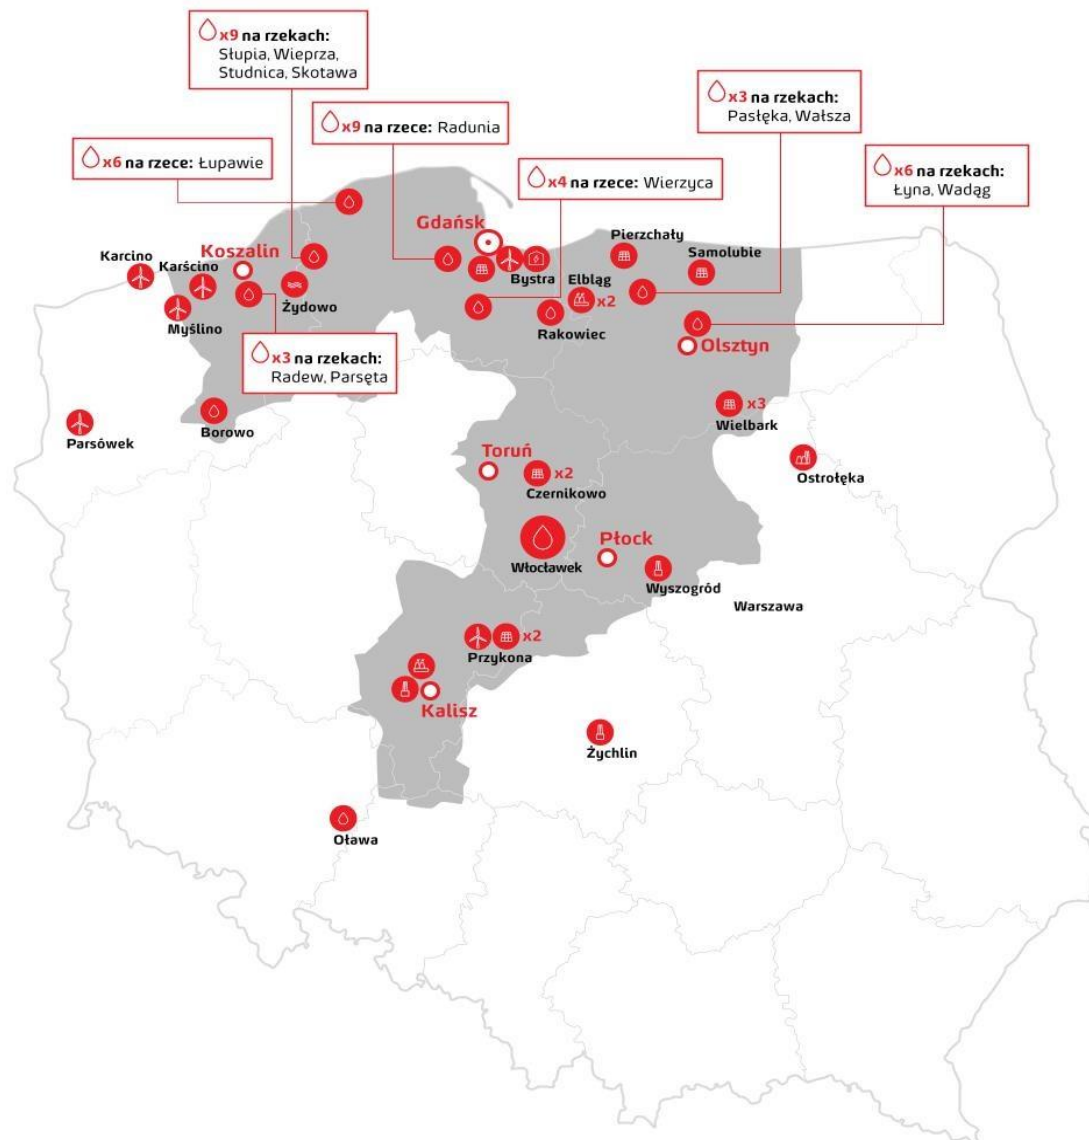 x9 na rzekach:
Słupia, Wieprza,
Studnica, Skotawa
x3 na rzekach:
Pasłęka, Wałsza
x9 na rzece: Radunia
x6 na rzece: Łupawie
x4 na rzece: Wierzyca
x6 na rzekach:
Łyna, Wadąg
Gdańsk
Pierzchały
Koszalin
Samolubie
Karcino
Karścino
Bystra
Elbląg
x2
Żydowo
Myślino
Rakowiec
Olsztyn
x3 na rzekach:
Radew, Parsęta
x3
Wielbark
Borowo
Parsówek
Toruń
x2
Czernikowo
Ostrołęka
Płock
Włocławek
Wyszogród
Warszawa
x2
Przykona
Kalisz
Żychlin
Oława